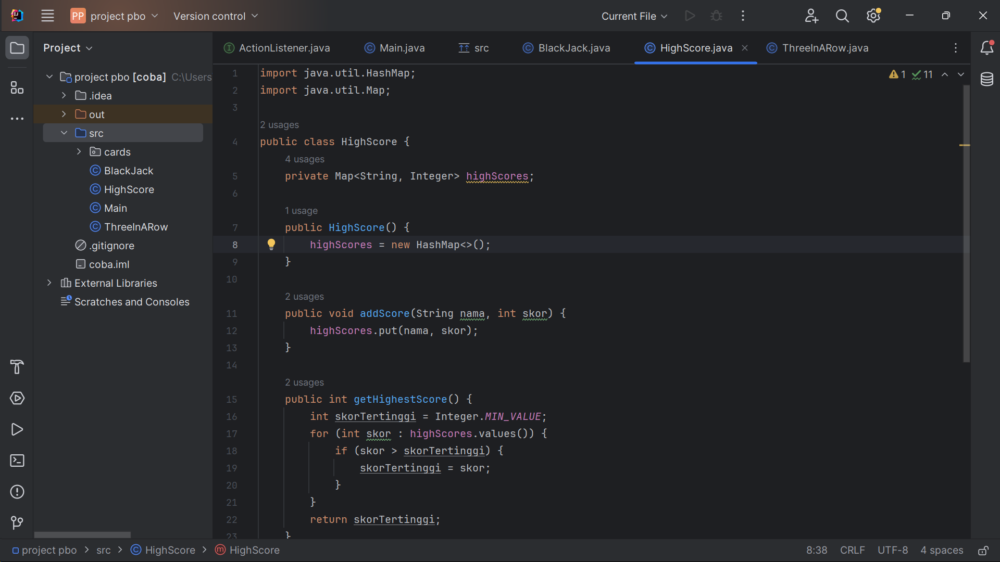 PP project pbo
Version control
Current File
Project
ActionListener.java
Main.java
src
BlackJack.java
HighScore.java
ThreeInARow.java
project pbo [coba] C:\Users
.idea
out
src
cards
BlackJack
HighScore
Main
ThreeInARow
.gitignore
coba.iml
External Libraries
Scratches and Consoles
1 11
1 import java.util.HashMap;
2 import java.util.Map;
3
2 usages
4 public class HighScore {
4 usages
5 private Map<String, Integer> highScores;
6
1 usage
7 public HighScore() {
8 highScores = new HashMap<>();
9 }
10
2 usages
11 public void addScore(String nama, int skor) {
12 highScores.put(nama, skor);
13 }
14
2 usages
15 public int getHighestScore() {
16 int skorTertinggi = Integer.MIN_VALUE;
17 for (int skor : highScores.values()) {
18 if (skor > skorTertinggi) {
19 skorTertinggi = skor;
20 }
21 }
22 return skorTertinggi;
23 }
project pbo > src > HighScore > HighScore
8:38 CRLF UTF-8 4 spaces